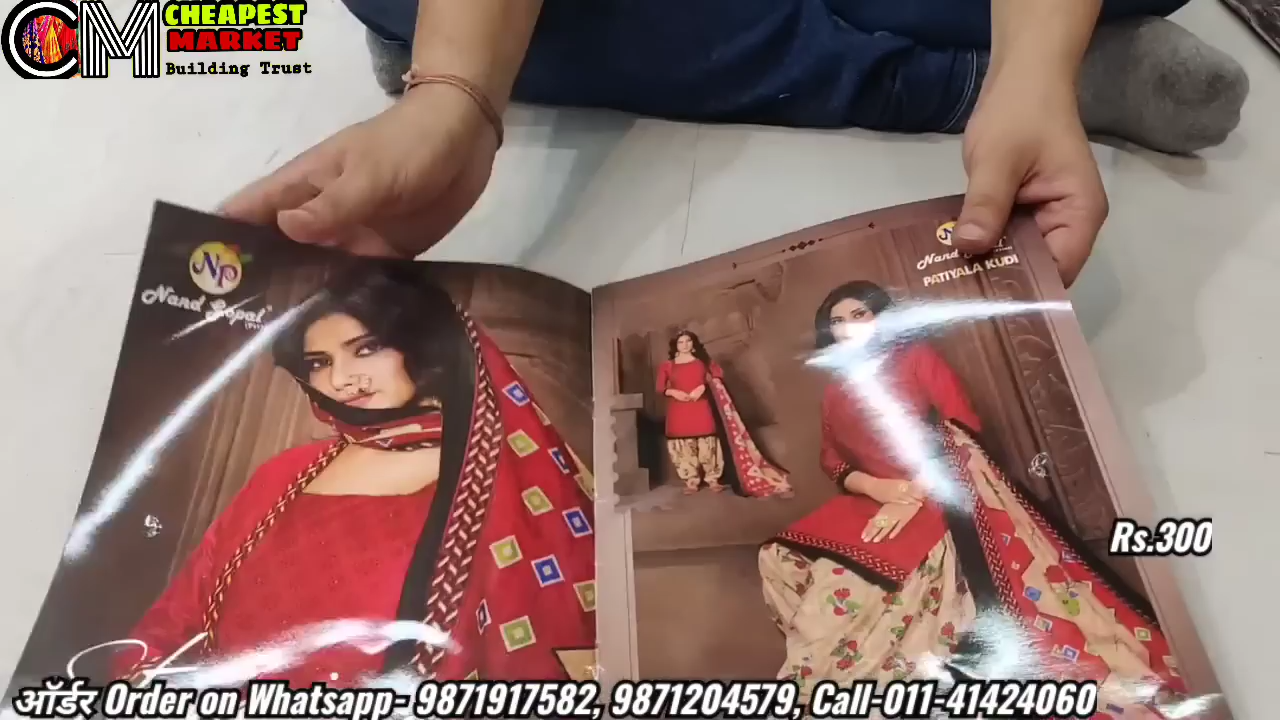 CM CHEAPEST
MARKET
Building Trust
NP
Nand Gopal
Nand
PATIYALA KUDI
Rs.300
ऑर्डर Order on Whatsapp- 9871917582, 9871204579, Call-011-41424060